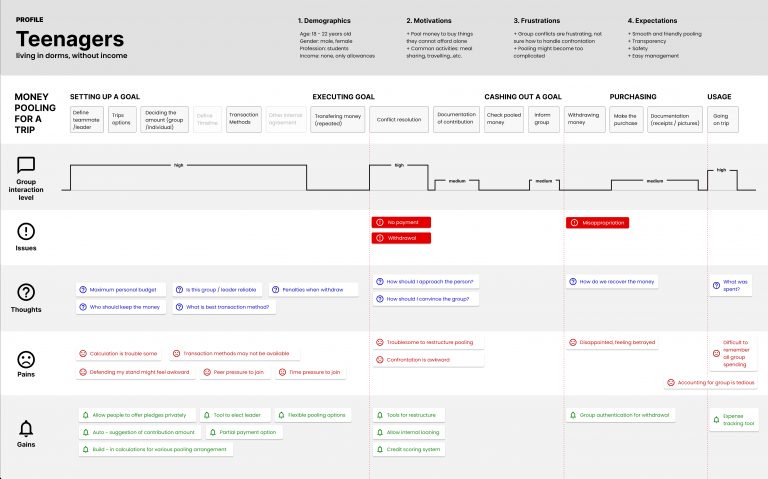 PROFILE
Teenagers
living in dorms, without income
1. Demographics
Age: 18 - 22 years old
Gender: male, female
Profession: students
Income: none, only allowances
2. Motivations
+ Pool money to buy things
they cannot afford alone
+ Common activities: meal
sharing, travelling,..etc.
3. Frustrations
+ Group conflicts are frustrating, not
sure how to handle confrontation
+ Pooling might become too
complicated
4. Expectations
+ Smooth and friendly pooling
+ Transparency
+ Safety
+ Easy management
MONEY
POOLING
FOR A
TRIP
SETTING UP A GOAL
EXECUTING GOAL
CASHING OUT A GOAL
PURCHASING
USAGE
Define
teammate
/leader
Trips
options
Deciding the
amount (group
/individual)
Define
Timeline
Transaction
Methods
Other internal
agreement
Transfering money
(repeated)
Conflict resolution
Documentation
of contribution
Check pooled
money
Inform
group
Withdrawing
money
Make the
purchase
Documentation
(receipts / pictures)
Going
on trip
Group
interaction
level
high
high
medium
medium
medium
high
Issues
No payment
Withdrawal
Misappropriation
Thoughts
Maximum personal budget
Is this group / leader reliable
Penalties when withdraw
Who should keep the money
What is best transaction method?
How should I approach the person?
How should I convince the group?
How do we recover the money
What was
spent?
Pains
Calculation is trouble some
Transaction methods may not be available
Defending my stand might feel awkward
Peer pressure to join
Time pressure to join
Troublesome to restructure pooling
Confrontation is awkward
Disappointed, feeling betrayed
Difficult to
remember
all group
spending
Accounting for group is tedious
Gains
Allow people to offer pledges privately
Tool to elect leader
Flexible pooling options
Auto - suggestion of contribution amount
Partial payment option
Build - in calculations for various pooling arrangement
Tools for restructure
Allow internal loaning
Credit scoring system
Group authentication for withdrawal
Expense
tracking tool